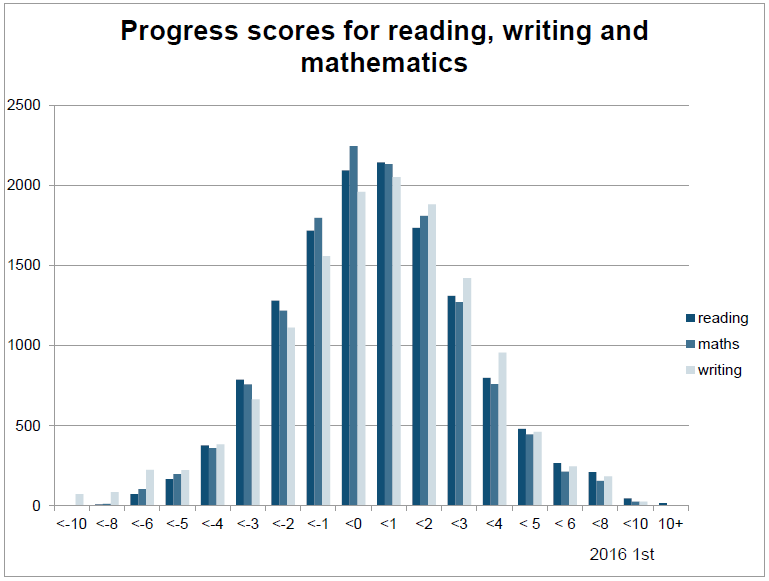 Progress scores for reading, writing and
mathematics
2500
2000
1500
1000
500
0
<-10 <-8 <-6 <-5 <-4 <-3 <-2 <-1 <0 <1 <2 <3 <4 < 5 < 6 <8 <10 10+
2016 1st
reading
maths
writing